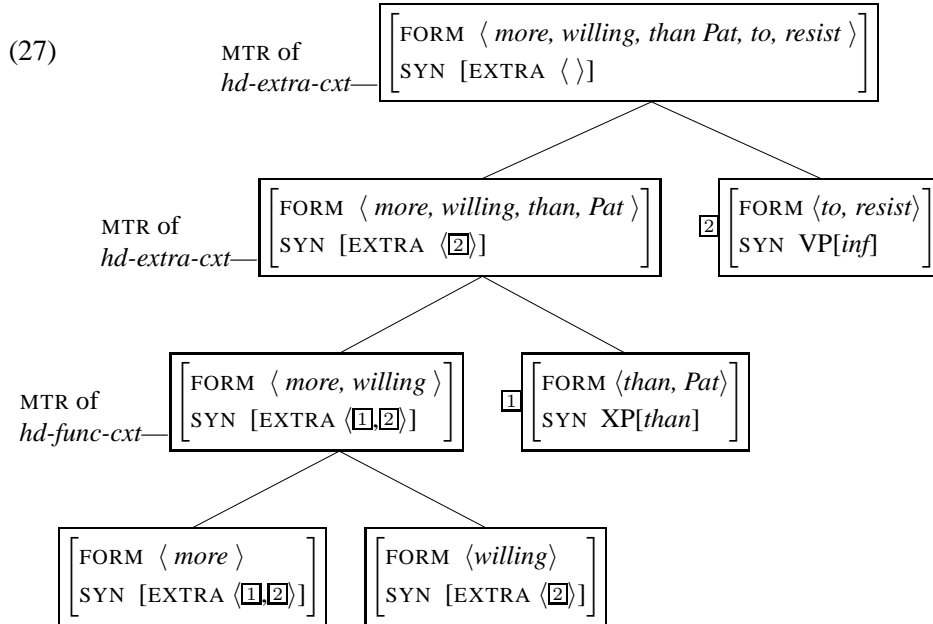 (27)
MTR of
hd-extra-cxt
FORM ⟨ more, willing, than Pat, to, resist ⟩
SYN [EXTRA ⟨ ⟩]
MTR of
hd-extra-cxt
FORM ⟨ more, willing, than, Pat ⟩
SYN [EXTRA ⟨2⟩]
2
FORM ⟨to, resist⟩
SYN VP[inf]
MTR of
hd-func-cxt
FORM ⟨ more, willing ⟩
SYN [EXTRA ⟨1,2⟩]
1
FORM ⟨than, Pat⟩
SYN XP[than]
FORM ⟨ more ⟩
SYN [EXTRA ⟨1,2⟩]
FORM ⟨willing⟩
SYN [EXTRA ⟨2⟩]